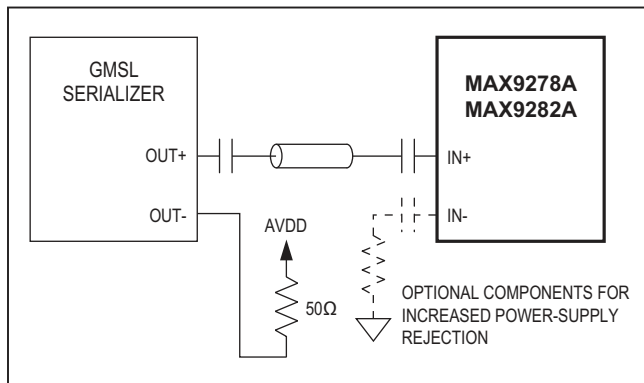 GMSL
SERIALIZER
OUT+
OUT-
AVDD
50Ω
MAX9278A
MAX9282A
IN+
IN-
OPTIONAL COMPONENTS FOR
INCREASED POWER-SUPPLY
REJECTION